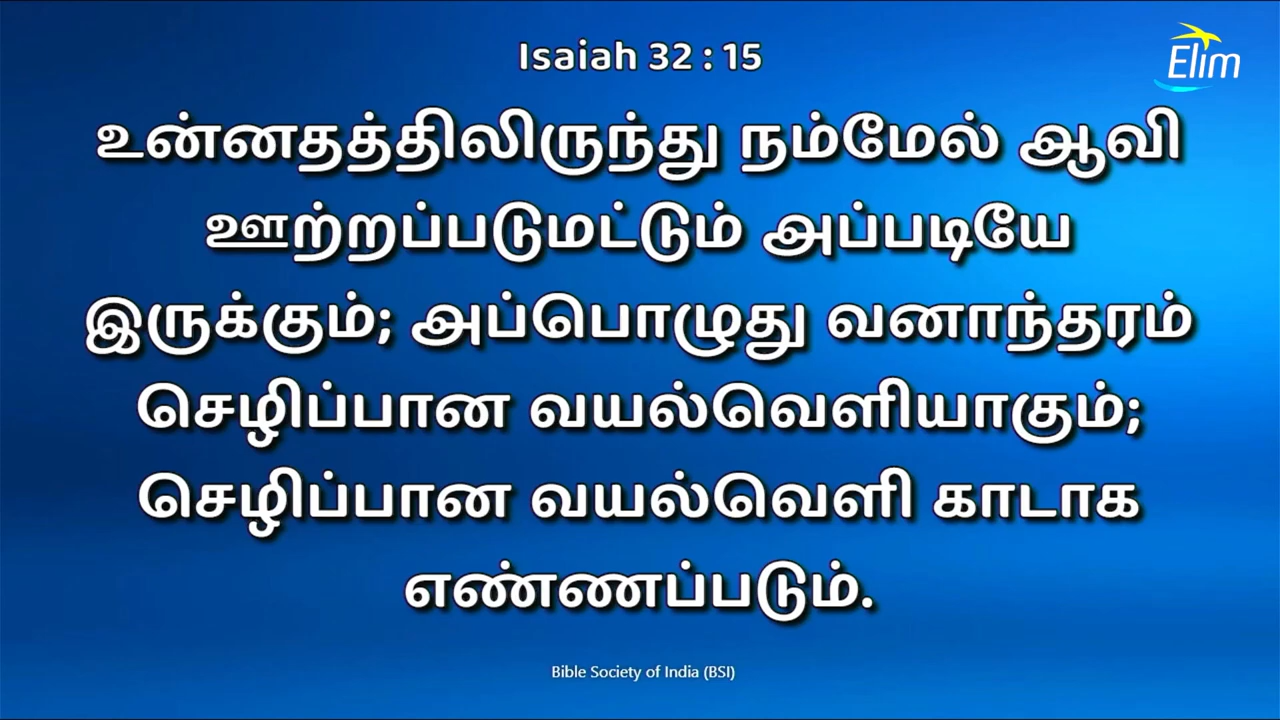 Isaiah 32 : 15
Elim
உன்னதத்திலிருந்து நம்மேல் ஆவி
ஊற்றப்படுமட்டும் அப்படியே
இருக்கும்; அப்பொழுது வனாந்தரம்
செழிப்பான வயல்வெளியாகும்;
செழிப்பான வயல்வெளி காடாக
எண்ணப்படும்.
Bible Society of India (BSI)